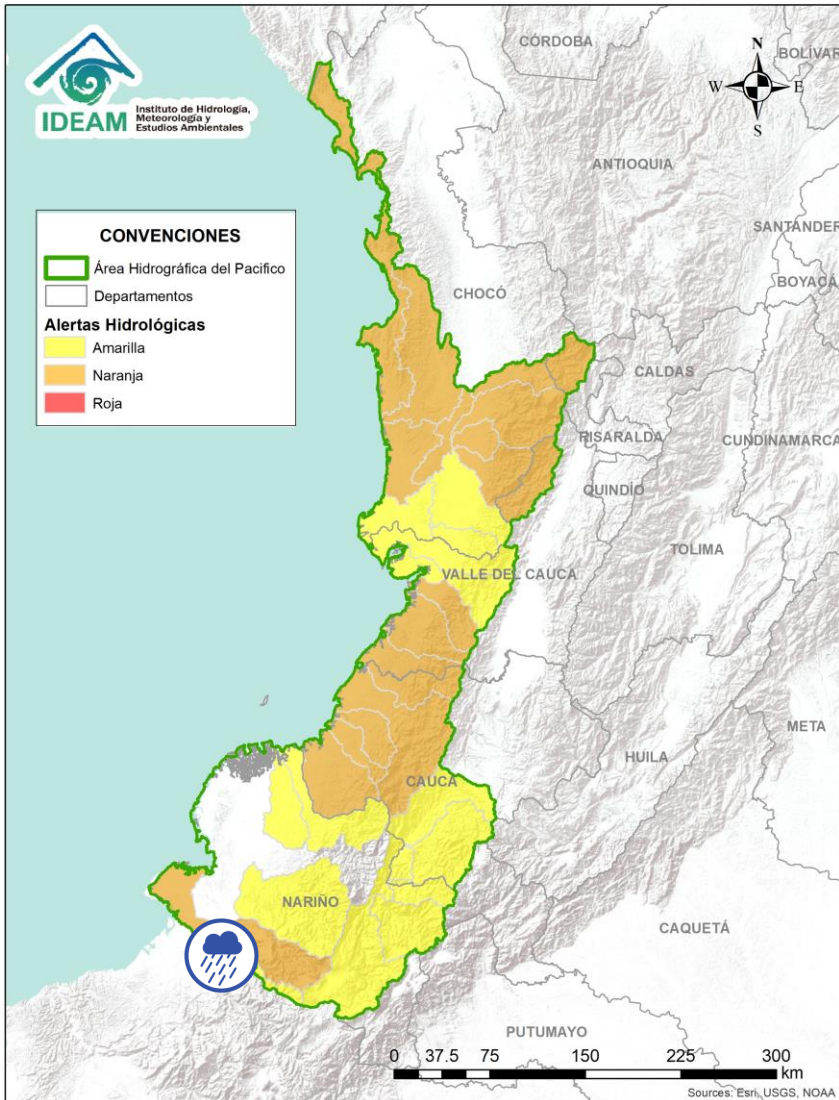 IDEAM
Instituto de Hidrología,
Meteorología y
Estudios Ambientales
CÓRDOBA
BOLÍVAR
N
W
E
S
ANTIOQUIA
SANTANDER
BOYACÁ
CONVENCIONES
Área Hidrográfica del Pacifico
Departamentos
Alertas Hidrológicas
Amarilla
Naranja
Roja
CHOCÓ
CALDAS
RISARALDA
CUNDINAMARCA
QUINDÍO
TOLIMA
VALLE DEL CAUCA
META
HUILA
CAUCA
NARIÑO
CAQUETÁ
PUTUMAYO
0 37.5 75 150 225 300
km
Sources: Esri, USGS, NOAA